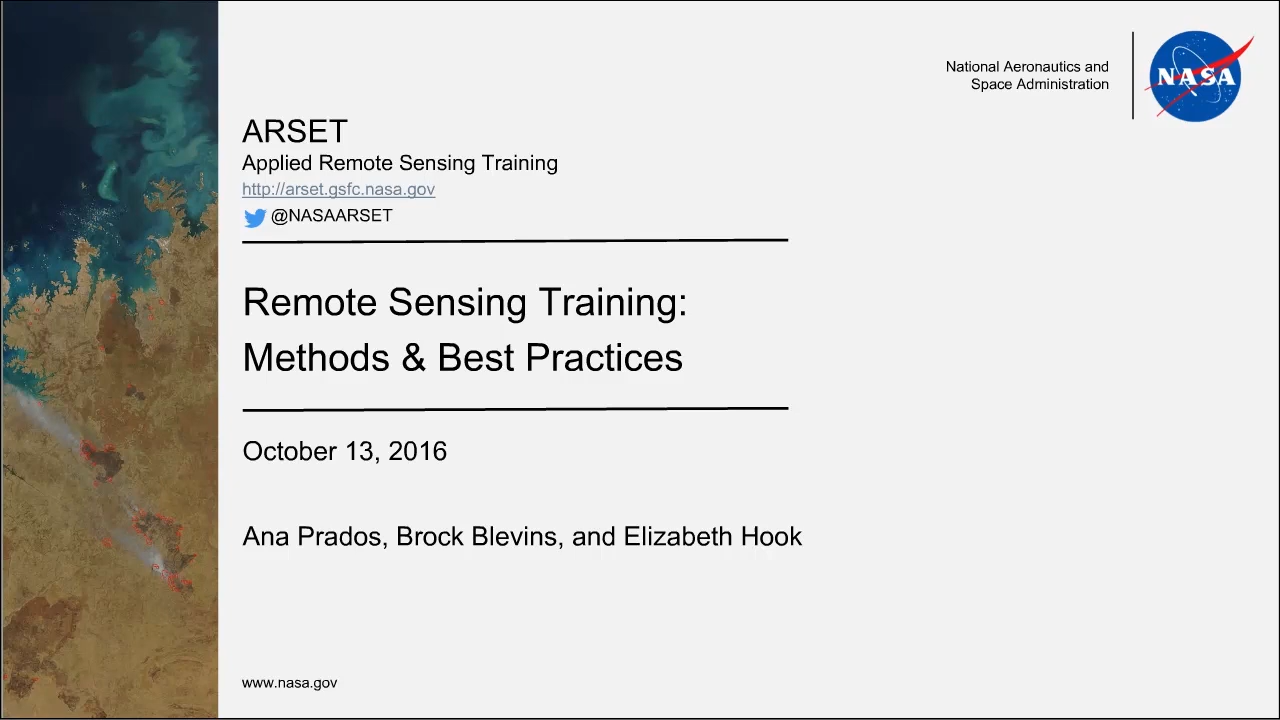 National Aeronautics and
Space Administration
NASA
ARSET
Applied Remote Sensing Training
http://arset.gsfc.nasa.gov
@NASAARSET
Remote Sensing Training:
Methods & Best Practices
October 13, 2016
Ana Prados, Brock Blevins, and Elizabeth Hook
www.nasa.gov